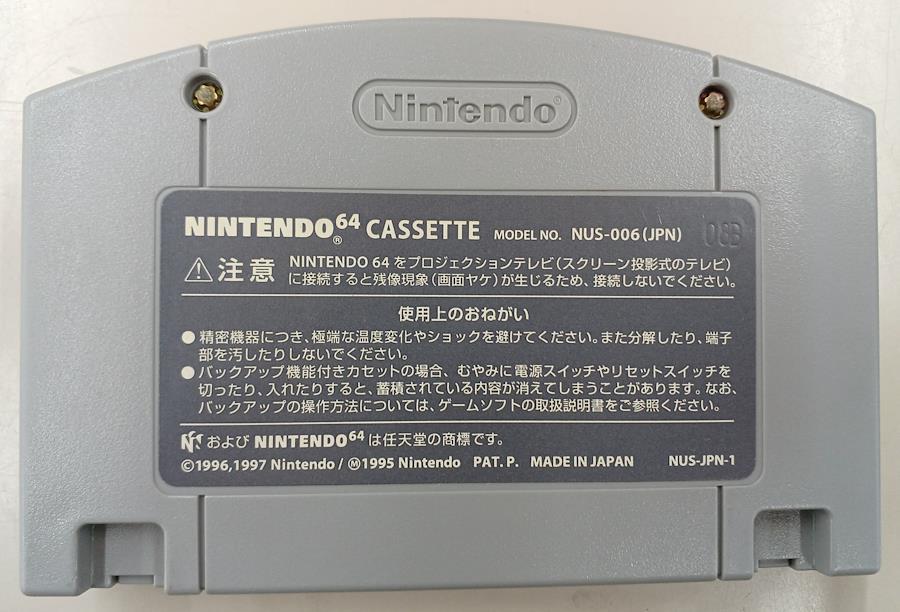 Nintendo®
NINTENDO64® CASSETTE MODEL NO. NUS-006(JPN) 08B
⚠注意 NINTENDO 64 をプロジェクションテレビ(スクリーン投影式のテレビ)
に接続すると残像現象(画面ヤケ)が生じるため、接続しないでください。
使用上のおねがい
●精密機器につき、極端な温度変化やショックを避けてください。また分解したり、端子
部を汚したりしないでください。
●バックアップ機能付きカセットの場合、むやみに電源スイッチやリセットスイッチを
切ったり、入れたりすると、蓄積されている内容が消えてしまうことがあります。なお、
バックアップの操作方法については、ゲームソフトの取扱説明書をご参照ください。
および NINTENDO64 は任天堂の商標です。
©1996,1997 Nintendo / Ⓜ1995 Nintendo PAT. P. MADE IN JAPAN NUS-JPN-1